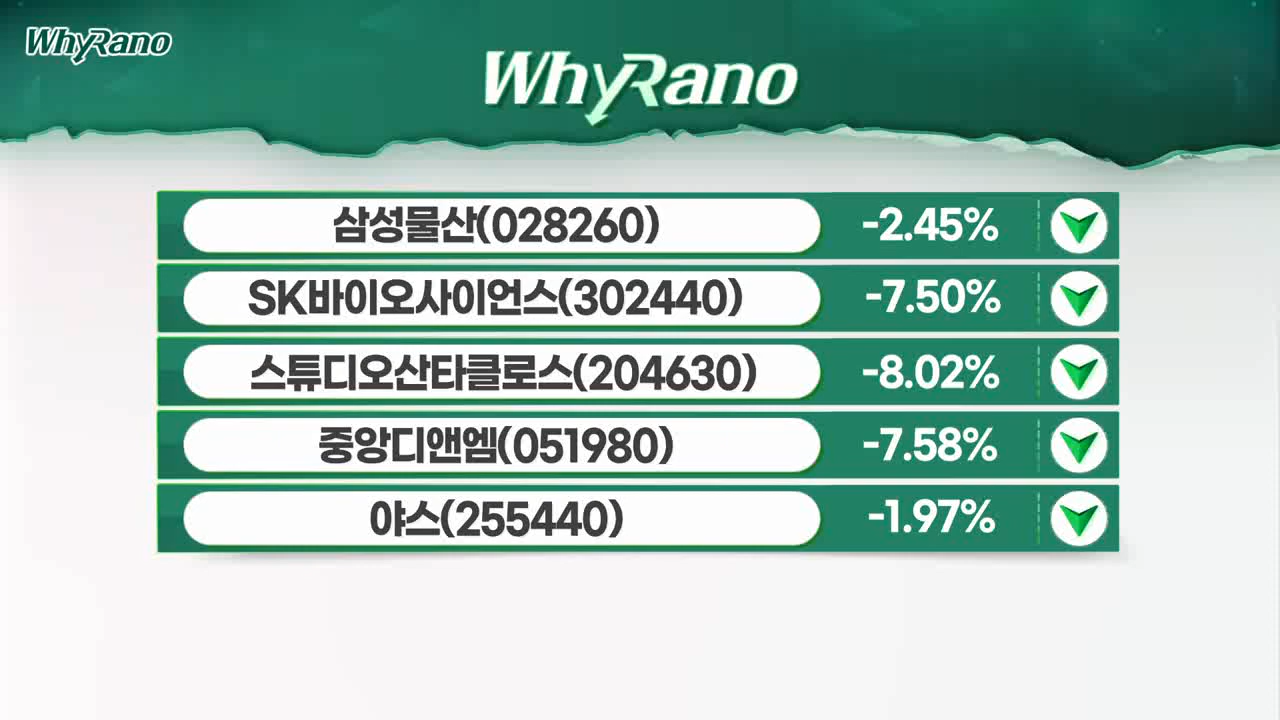 WhyRano
WhyRano
삼성물산(028260) -2.45%
SK바이오사이언스(302440) -7.50%
스튜디오산타클로스(204630) -8.02%
중앙디앤엠(051980) -7.58%
야스(255440) -1.97%